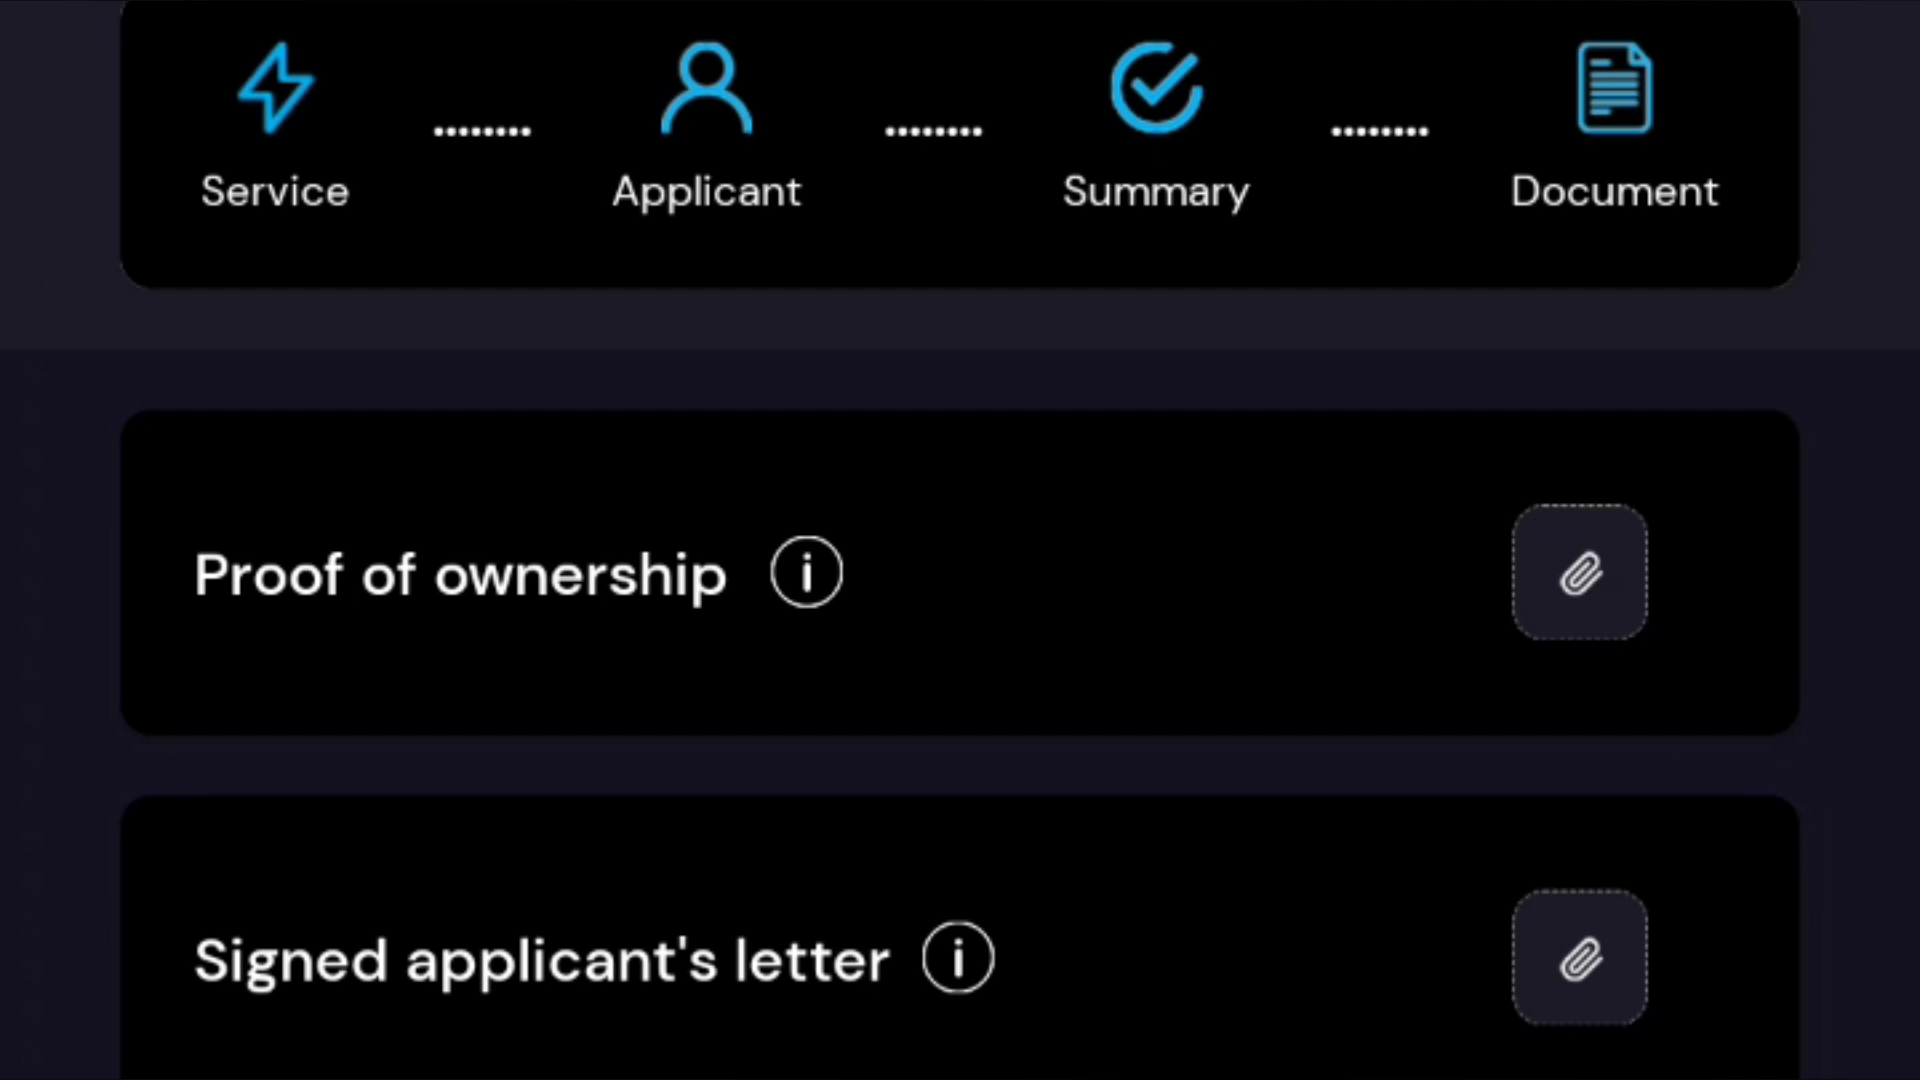 Service
Applicant
Summary
Document
Proof of ownership
Signed applicant's letter